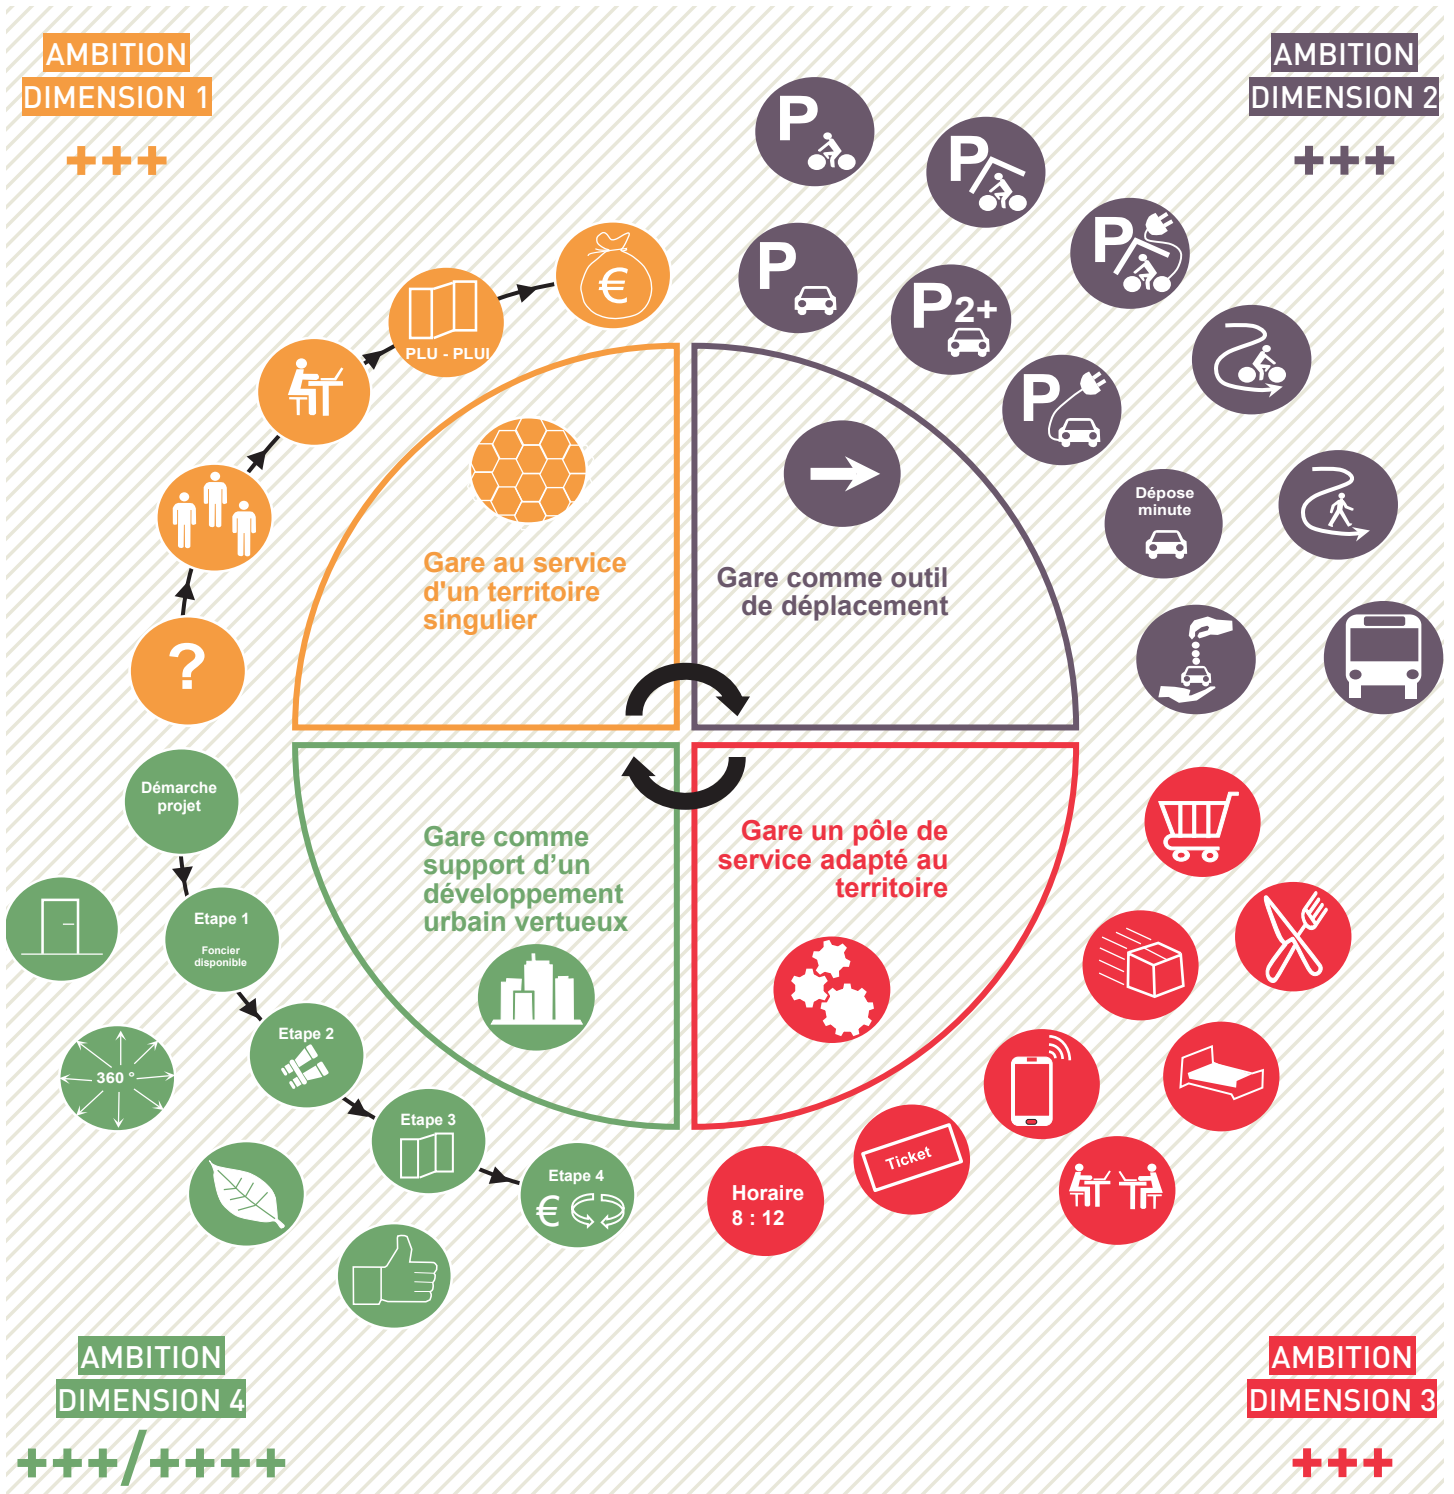 AMBITION
DIMENSION 1
+++
AMBITION
DIMENSION 2
+++
P
P
P
P
P2+
P
€
PLU - PLUI
?
Dépose
minute
Gare au service
d'un territoire
singulier
Gare comme outil
de déplacement
Démarche
projet
Etape 1
Foncier
disponible
Etape 2
360 °
Etape 3
Etape 4
€
Gare comme
support d’un
développement
urbain vertueux
Gare un pôle de
service adapté au
territoire
Ticket
Horaire
8 : 12
AMBITION
DIMENSION 4
+++/++++
AMBITION
DIMENSION 3
+++